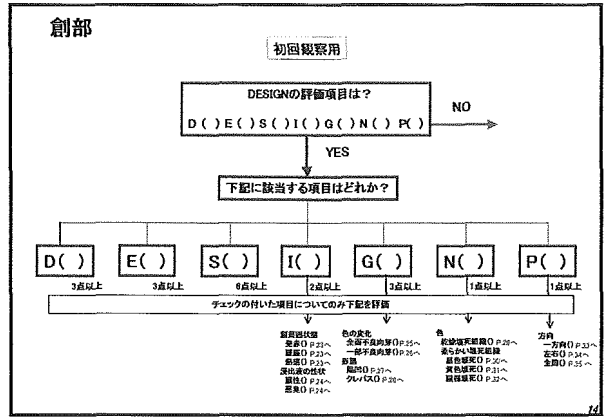 創部
初回観察用
DESIGNの評価項目は？
D ( ) E ( ) S ( ) I ( ) G ( ) N ( ) P( )
NO
YES
下記に該当する項目はどれか？
D( ) E( ) S( ) I( ) G( ) N( ) P( )
3点以上 3点以上 6点以上 2点以上 3点以上 1点以上 1点以上
チェックの付いた項目についてのみ下記を評価
創周囲状態
発赤() P.23へ
腫脹() P.23へ
熱感() P.23へ
浸出液の性状
膿性() P.24へ
悪臭() P.24へ
色の変化
全面不良肉芽() P.25へ
一部不良肉芽() P.26へ
形態
陥凹() P.27へ
クレバス() P.28へ
色
乾燥壊死組織() P.29へ
柔らかい壊死組織
黒色壊死() P.30へ
黄色壊死() P.31へ
() P.32へ
方向
一方向() P.33へ
左右() P.34へ
全周() P.35へ
14